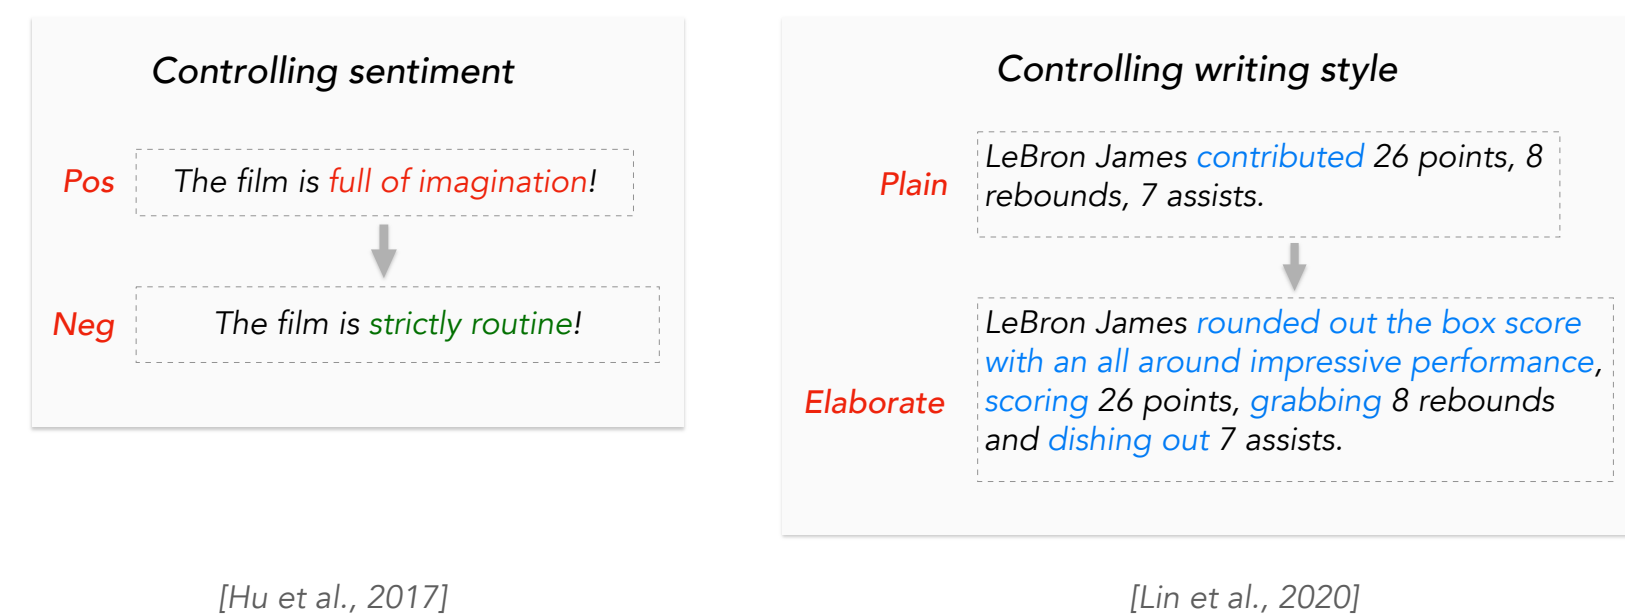 Controlling sentiment
Pos
The film is full of imagination!
Neg
The film is strictly routine!
[Hu et al., 2017]
Controlling writing style
Plain
LeBron James contributed 26 points, 8
rebounds, 7 assists.
Elaborate
LeBron James rounded out the box score
with an all around impressive performance,
scoring 26 points, grabbing 8 rebounds
and dishing out 7 assists.
[Lin et al., 2020]